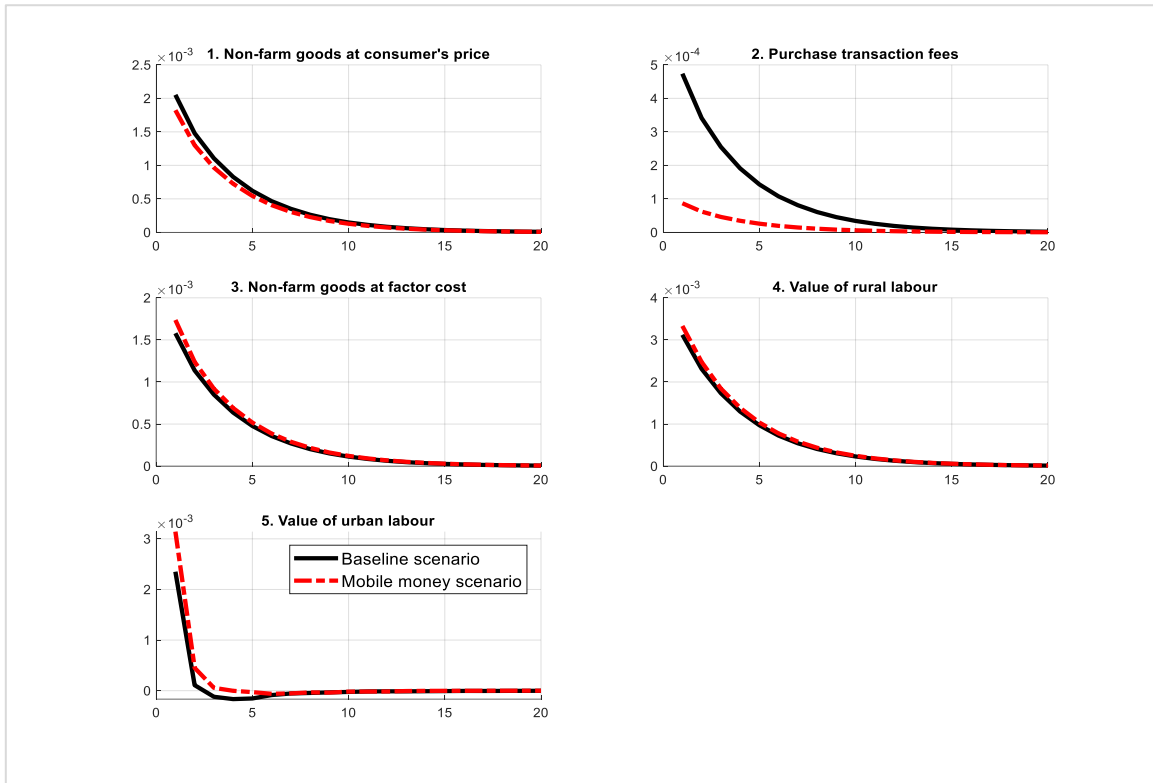 1. Non-farm goods at consumer's price
×10⁻³
2.5
2
1.5
1
0.5
0
0 5 10 15 20
2. Purchase transaction fees
×10⁻⁴
5
4
3
2
1
0
0 5 10 15 20
3. Non-farm goods at factor cost
×10⁻³
2
1.5
1
0.5
0
0 5 10 15 20
4. Value of rural labour
×10⁻³
4
3
2
1
0
0 5 10 15 20
5. Value of urban labour
×10⁻³
3
2
1
0
0 5 10 15 20
Baseline scenario
Mobile money scenario